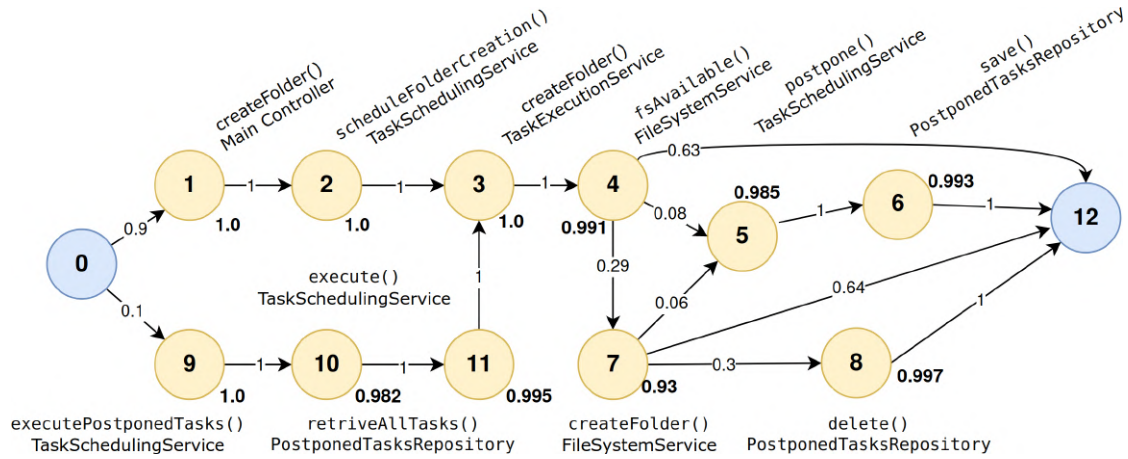 createFolder()
Main Controller
scheduleFolderCreation()
TaskSchedulingService
createFolder()
TaskExecutionService
fsAvailable()
FileSystemService
postpone()
TaskSchedulingService
save()
PostponedTasksRepository
0.63
1
1
2
1
3
1
4
0.08
0.985
5
1
6
0.993
1
12
0.9
1.0
1.0
1.0
0.991
0
execute()
TaskSchedulingService
1
0.29
0.06
0.64
1
0.1
9
1
10
1
11
7
0.3
8
1.0
0.982
0.995
0.93
0.997
executePostponedTasks()
TaskSchedulingService
retriveAllTasks()
PostponedTasksRepository
createFolder()
FileSystemService
delete()
PostponedTasksRepository